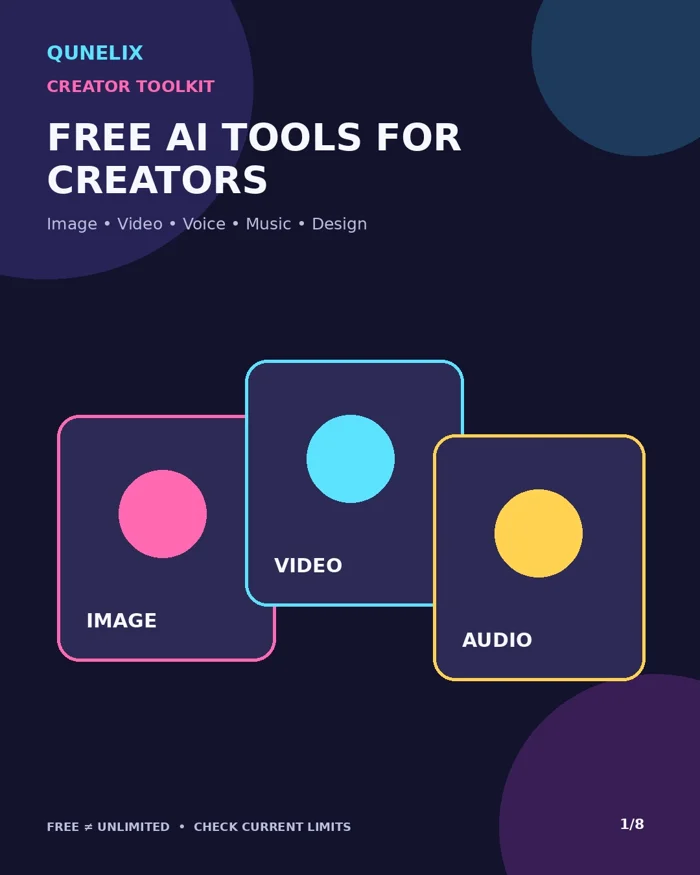 QUNELIX
CREATOR TOOLKIT
FREE AI TOOLS FOR
CREATORS
Image • Video • Voice • Music • Design
VIDEO
IMAGE
AUDIO
FREE ≠ UNLIMITED • CHECK CURRENT LIMITS
1/8